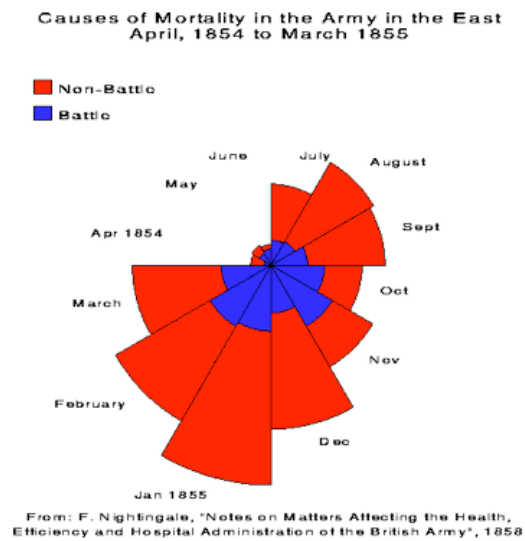 Causes of Mortality in the Army in the East
April, 1854 to March 1855
Non-Battle
Battle
June
July
August
May
Sept
Apr 1854
Oct
March
Nov
February
Dec
Jan 1855
From: F. Nightingale, "Notes on Matters Affecting the Health,
Efficiency and Hospital Administration of the British Army", 1858